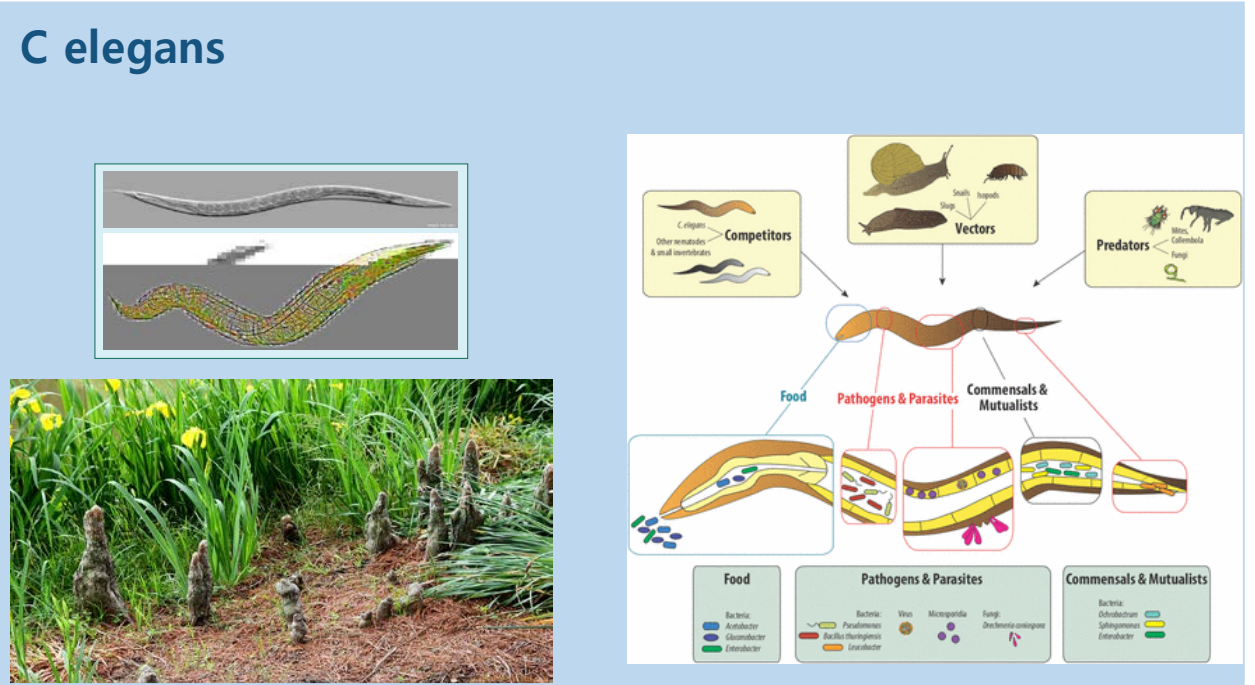 C elegans
Snails
Isopods
Slugs
Vectors
C. elegans
Competitors
Other nematodes
& small invertebrates
Mites,
Collembola
Predators
Fungi
Food
Pathogens & Parasites
Commensals &
Mutualists
Food
Bacteria:
Acetobacter
Gluconobacter
Enterobacter
Pathogens & Parasites
Bacteria:
Virus
Microsporidia
Fungi:
Pseudomonas
Drechmeria coniospora
Bacillus thuringiensis
Leucobacter
Commensals & Mutualists
Bacteria:
Ochrobactrum
Sphingomonas
Enterobacter